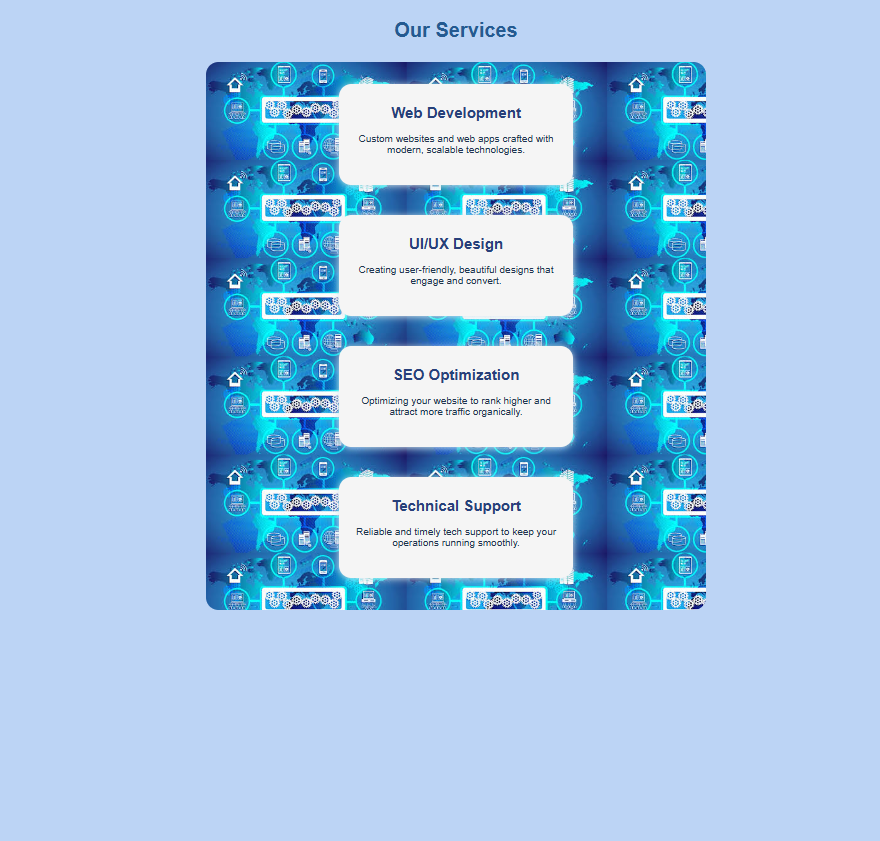 Our Services
Web Development
Custom websites and web apps crafted with
modern, scalable technologies.
UI/UX Design
Creating user-friendly, beautiful designs that
engage and convert.
SEO Optimization
Optimizing your website to rank higher and
attract more traffic organically.
Technical Support
Reliable and timely tech support to keep your
operations running smoothly.